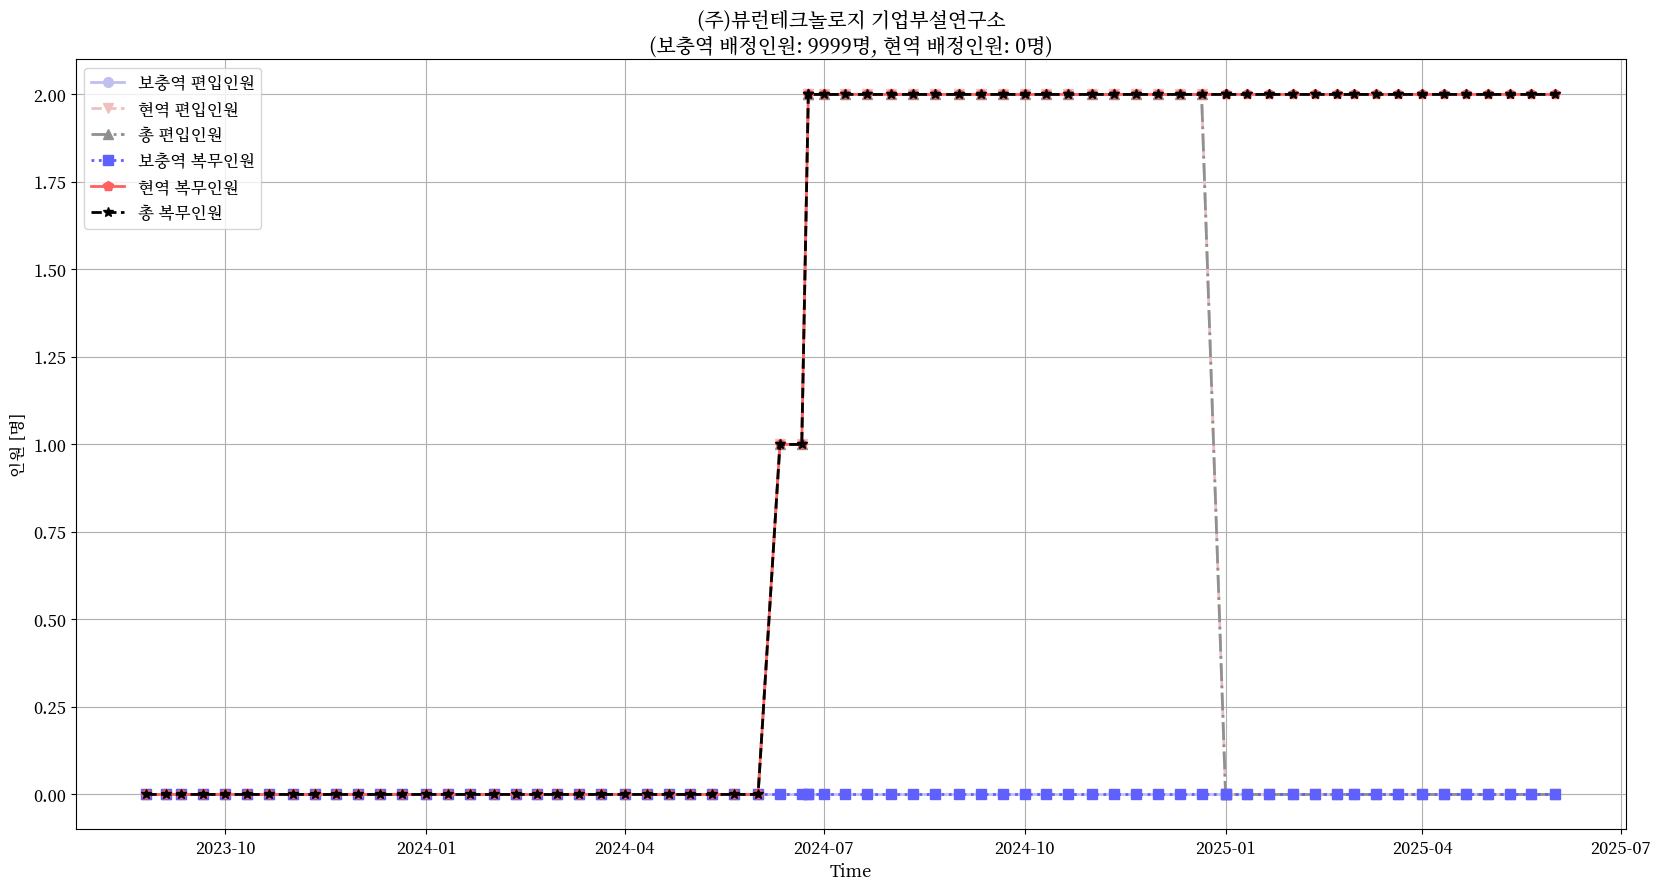 (주)뷰런테크놀로지 기업부설연구소
(보충역 배정인원: 9999명, 현역 배정인원: 0명)
보충역 편입인원
현역 편입인원
총 편입인원
보충역 복무인원
현역 복무인원
총 복무인원
2.00
1.75
1.50
1.25
1.00
0.75
0.50
0.25
0.00
인원 [명]
2023-10
2024-01
2024-04
2024-07
2024-10
2025-01
2025-04
2025-07
Time